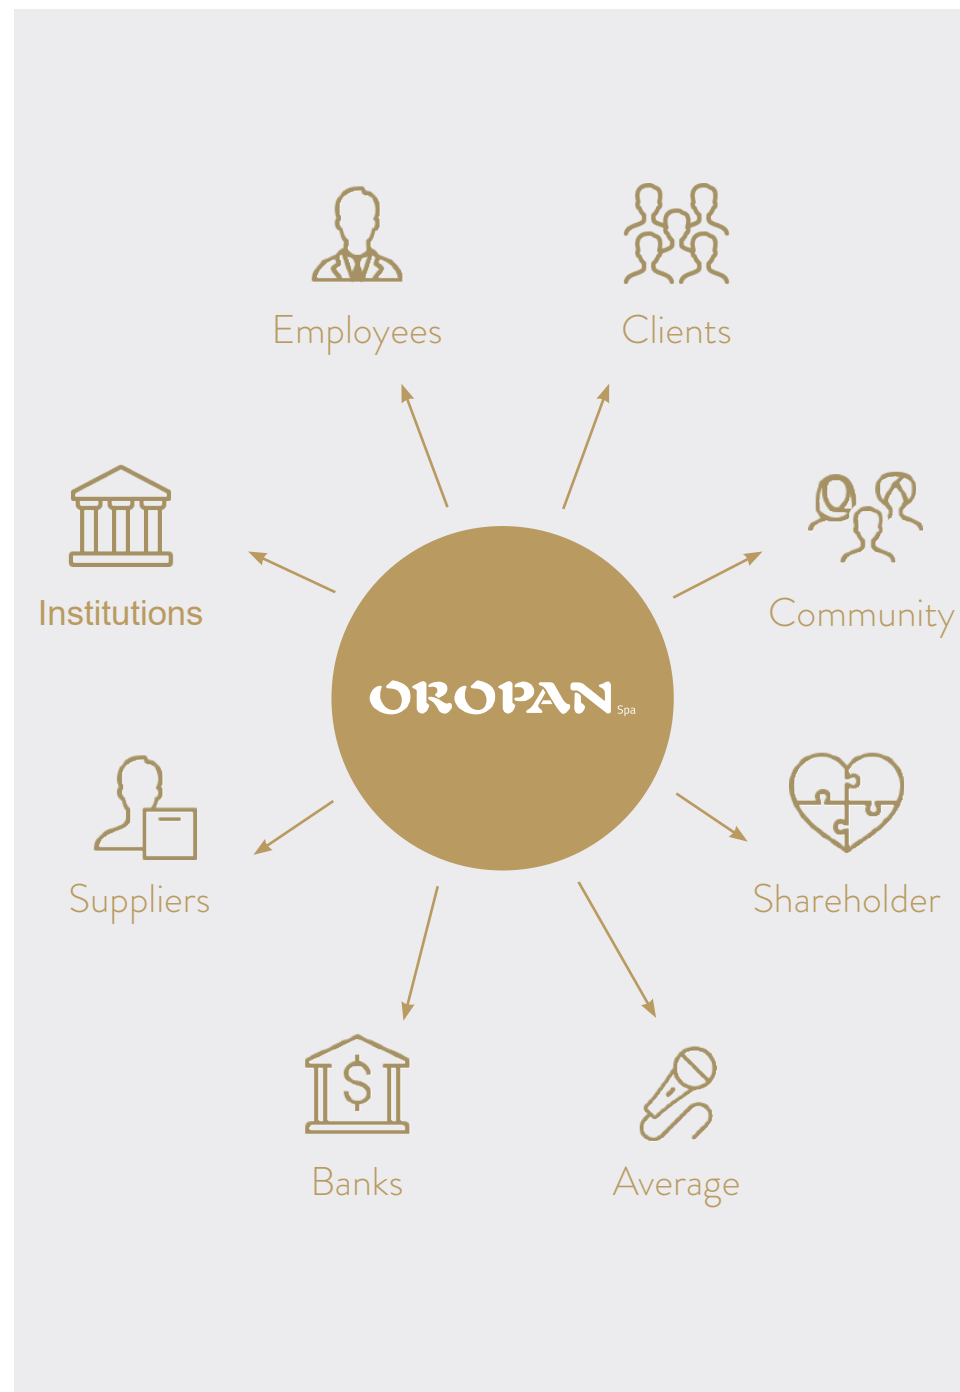 Employees
Clients
Institutions
Community
OROPAN Spa
Suppliers
Shareholder
Banks
Average